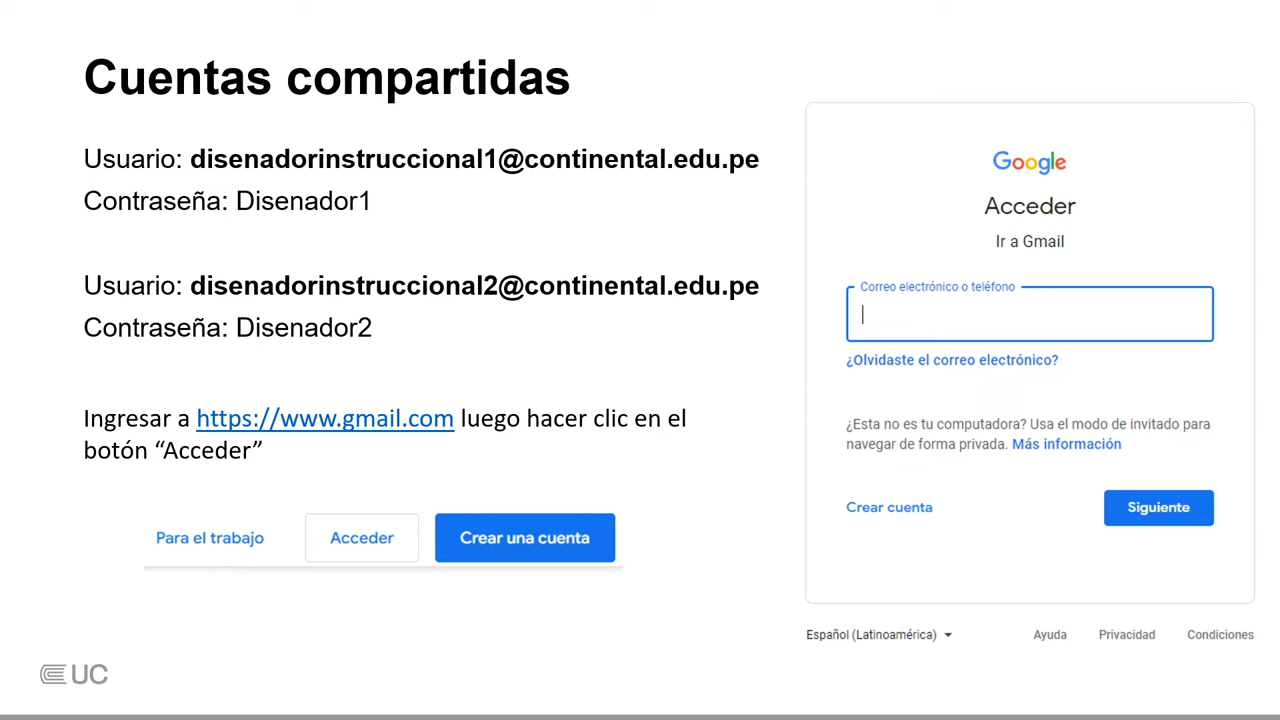 Cuentas compartidas
Usuario: disenadorinstruccional1@continental.edu.pe
Contraseña: Disenador1
Usuario: disenadorinstruccional2@continental.edu.pe
Contraseña: Disenador2
Ingresar a https://www.gmail.com luego hacer clic en el
botón “Acceder”
Para el trabajo
Acceder
Crear una cuenta
Google
Acceder
Ir a Gmail
Correo electrónico o teléfono
¿Olvidaste el correo electrónico?
¿Esta no es tu computadora? Usa el modo de invitado para
navegar de forma privada. Más información
Crear cuenta
Siguiente
Español (Latinoamérica)
Ayuda
Privacidad
Condiciones
UC